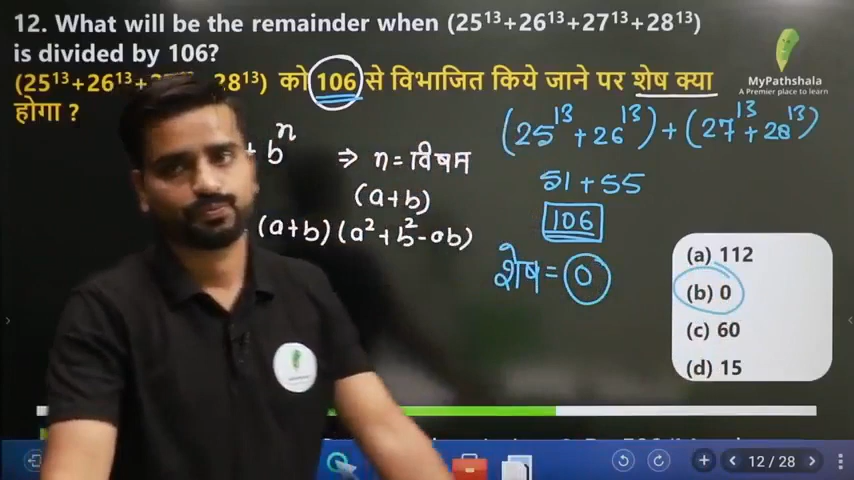 12. What will be the remainder when (25¹³+26¹³+27¹³+28¹³)
is divided by 106?
(25¹³+26¹³+ 28¹³) को 106 से विभाजित किये जाने पर शेष क्या
होगा ?
MyPathshala
A Premier place to learn
(25¹³+26¹³)+(27¹³+28¹³)
+ bⁿ ⇒ n = विषम
51 + 55
(a+b)
106
(a+b)(a²+b²-ab)
शेष = 0
(a) 112
(b) 0
(c) 60
(d) 15
12 / 28